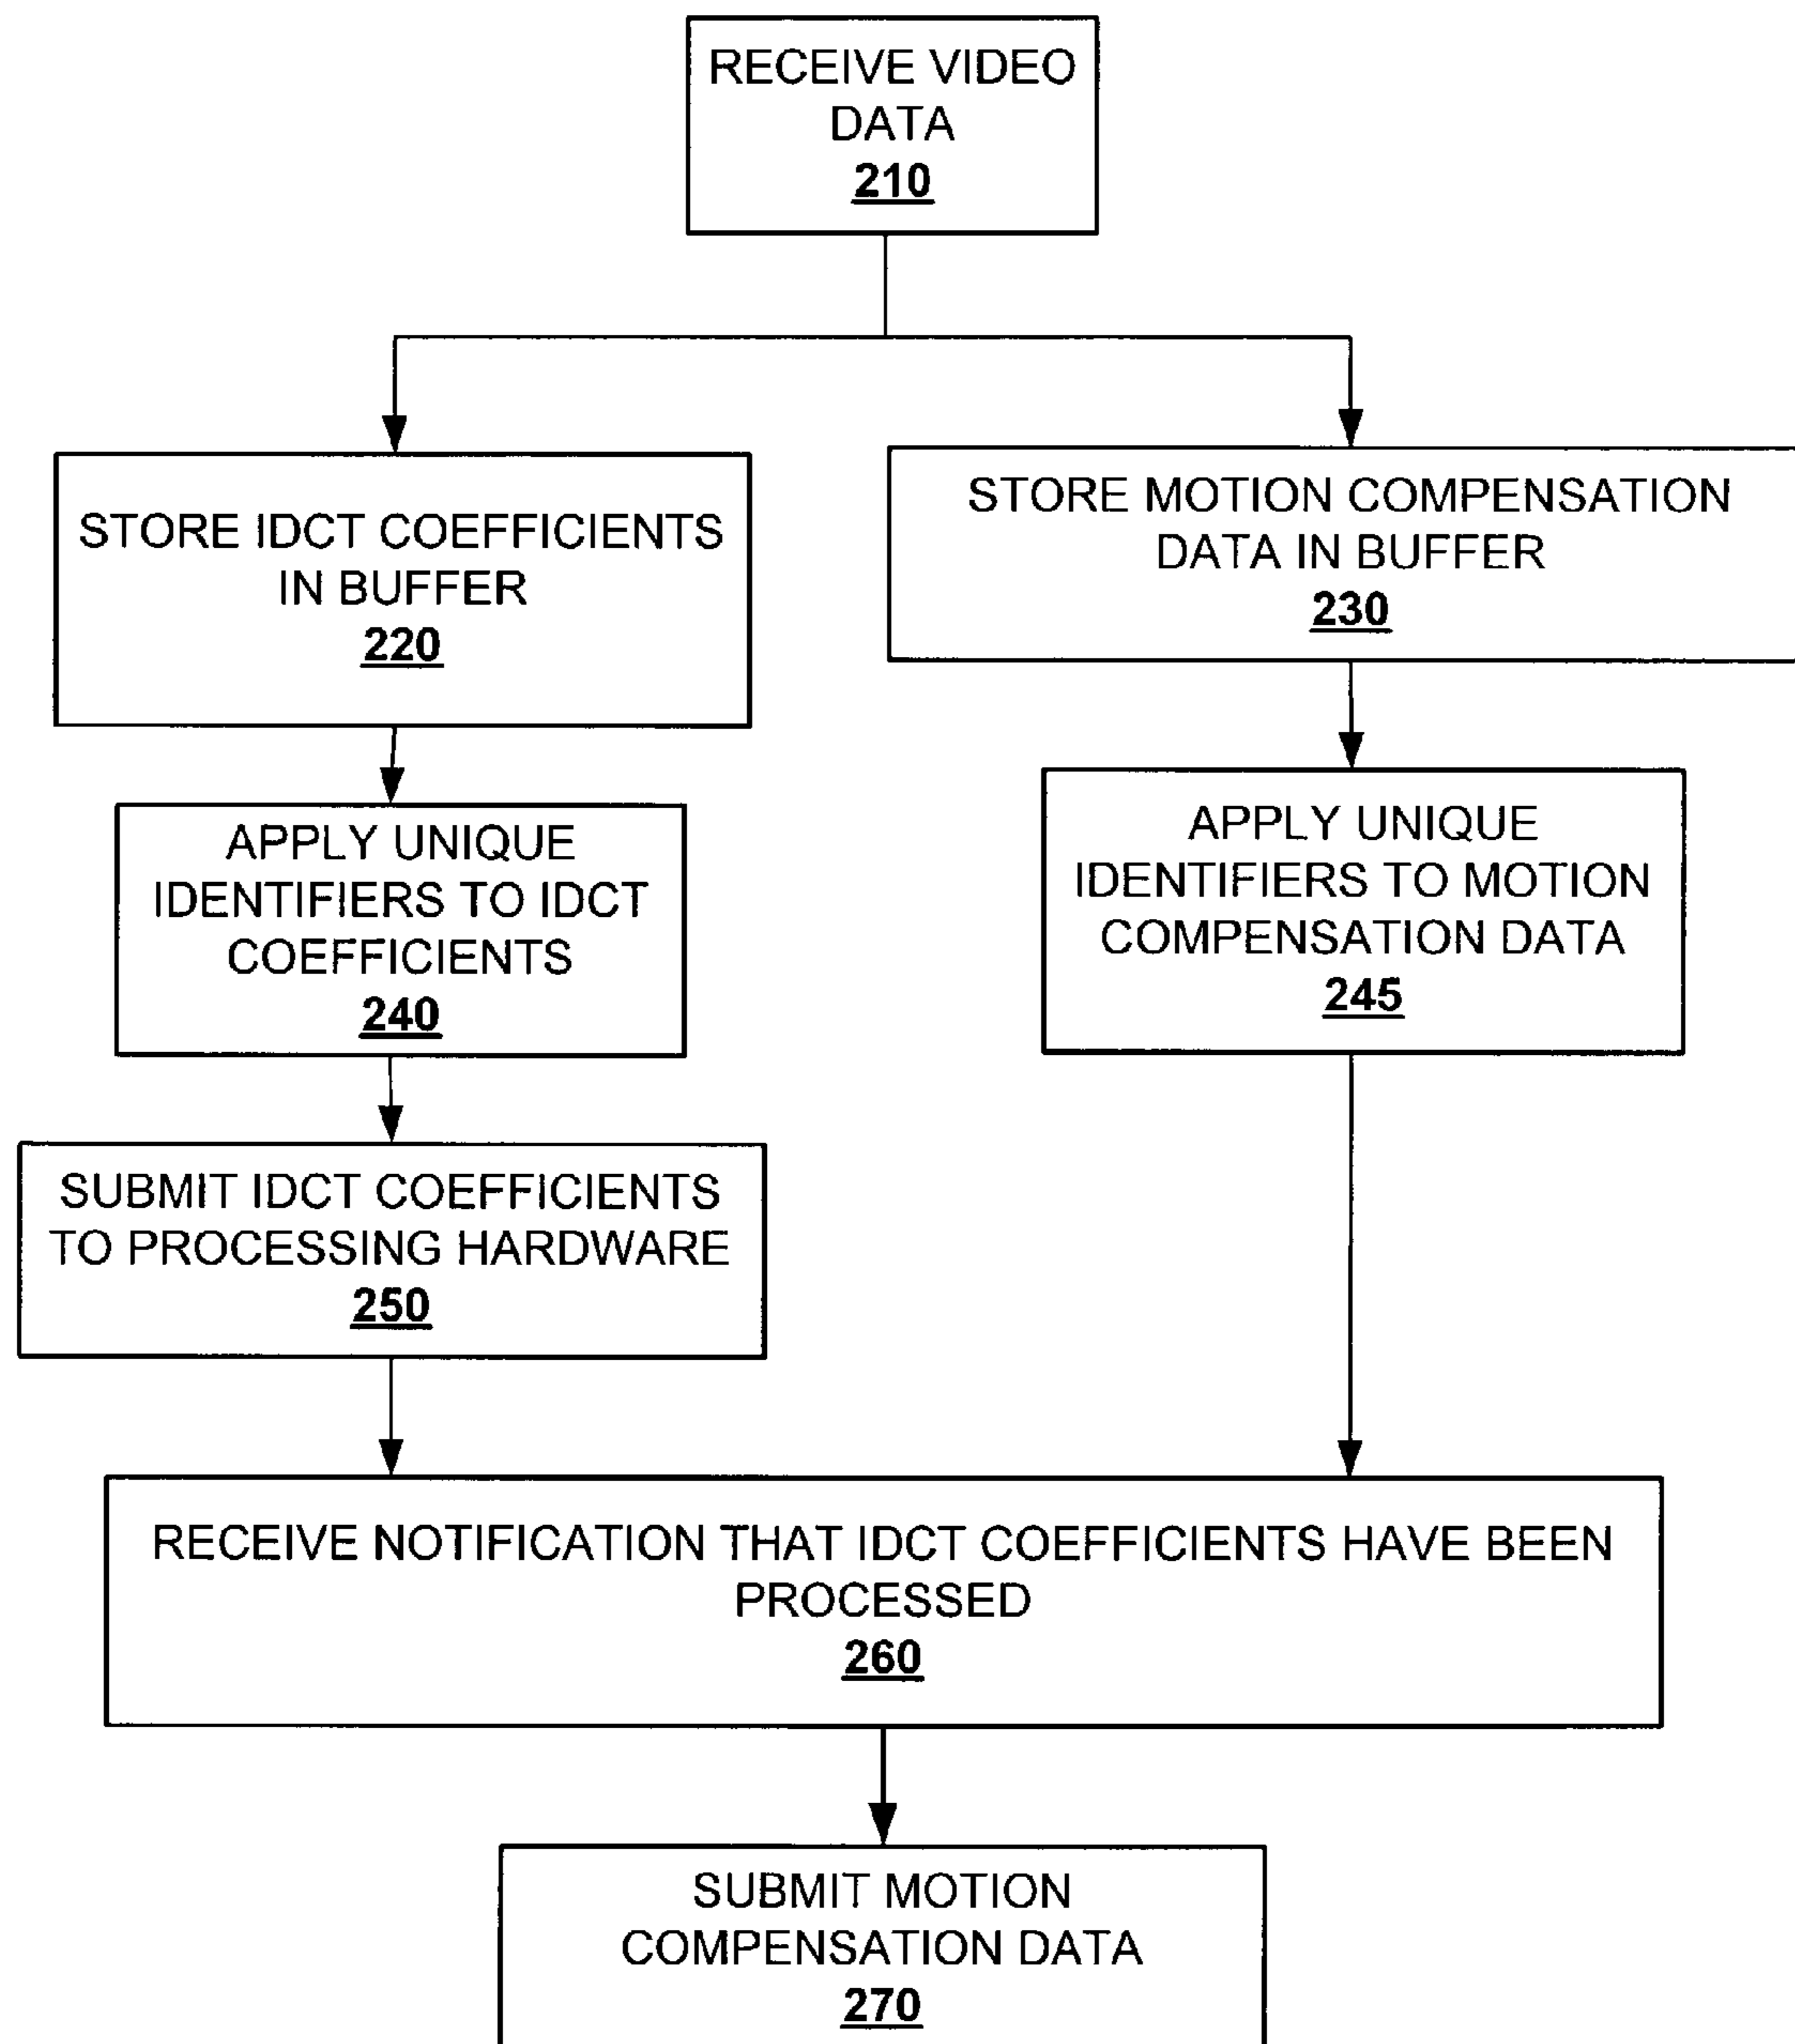 RECEIVE VIDEO
DATA
210
STORE IDCT COEFFICIENTS
IN BUFFER
220
STORE MOTION COMPENSATION
DATA IN BUFFER
230
APPLY UNIQUE
IDENTIFIERS TO IDCT
COEFFICIENTS
240
APPLY UNIQUE
IDENTIFIERS TO MOTION
COMPENSATION DATA
245
SUBMIT IDCT COEFFICIENTS
TO PROCESSING HARDWARE
250
RECEIVE NOTIFICATION THAT IDCT COEFFICIENTS HAVE BEEN
PROCESSED
260
SUBMIT MOTION
COMPENSATION DATA
270